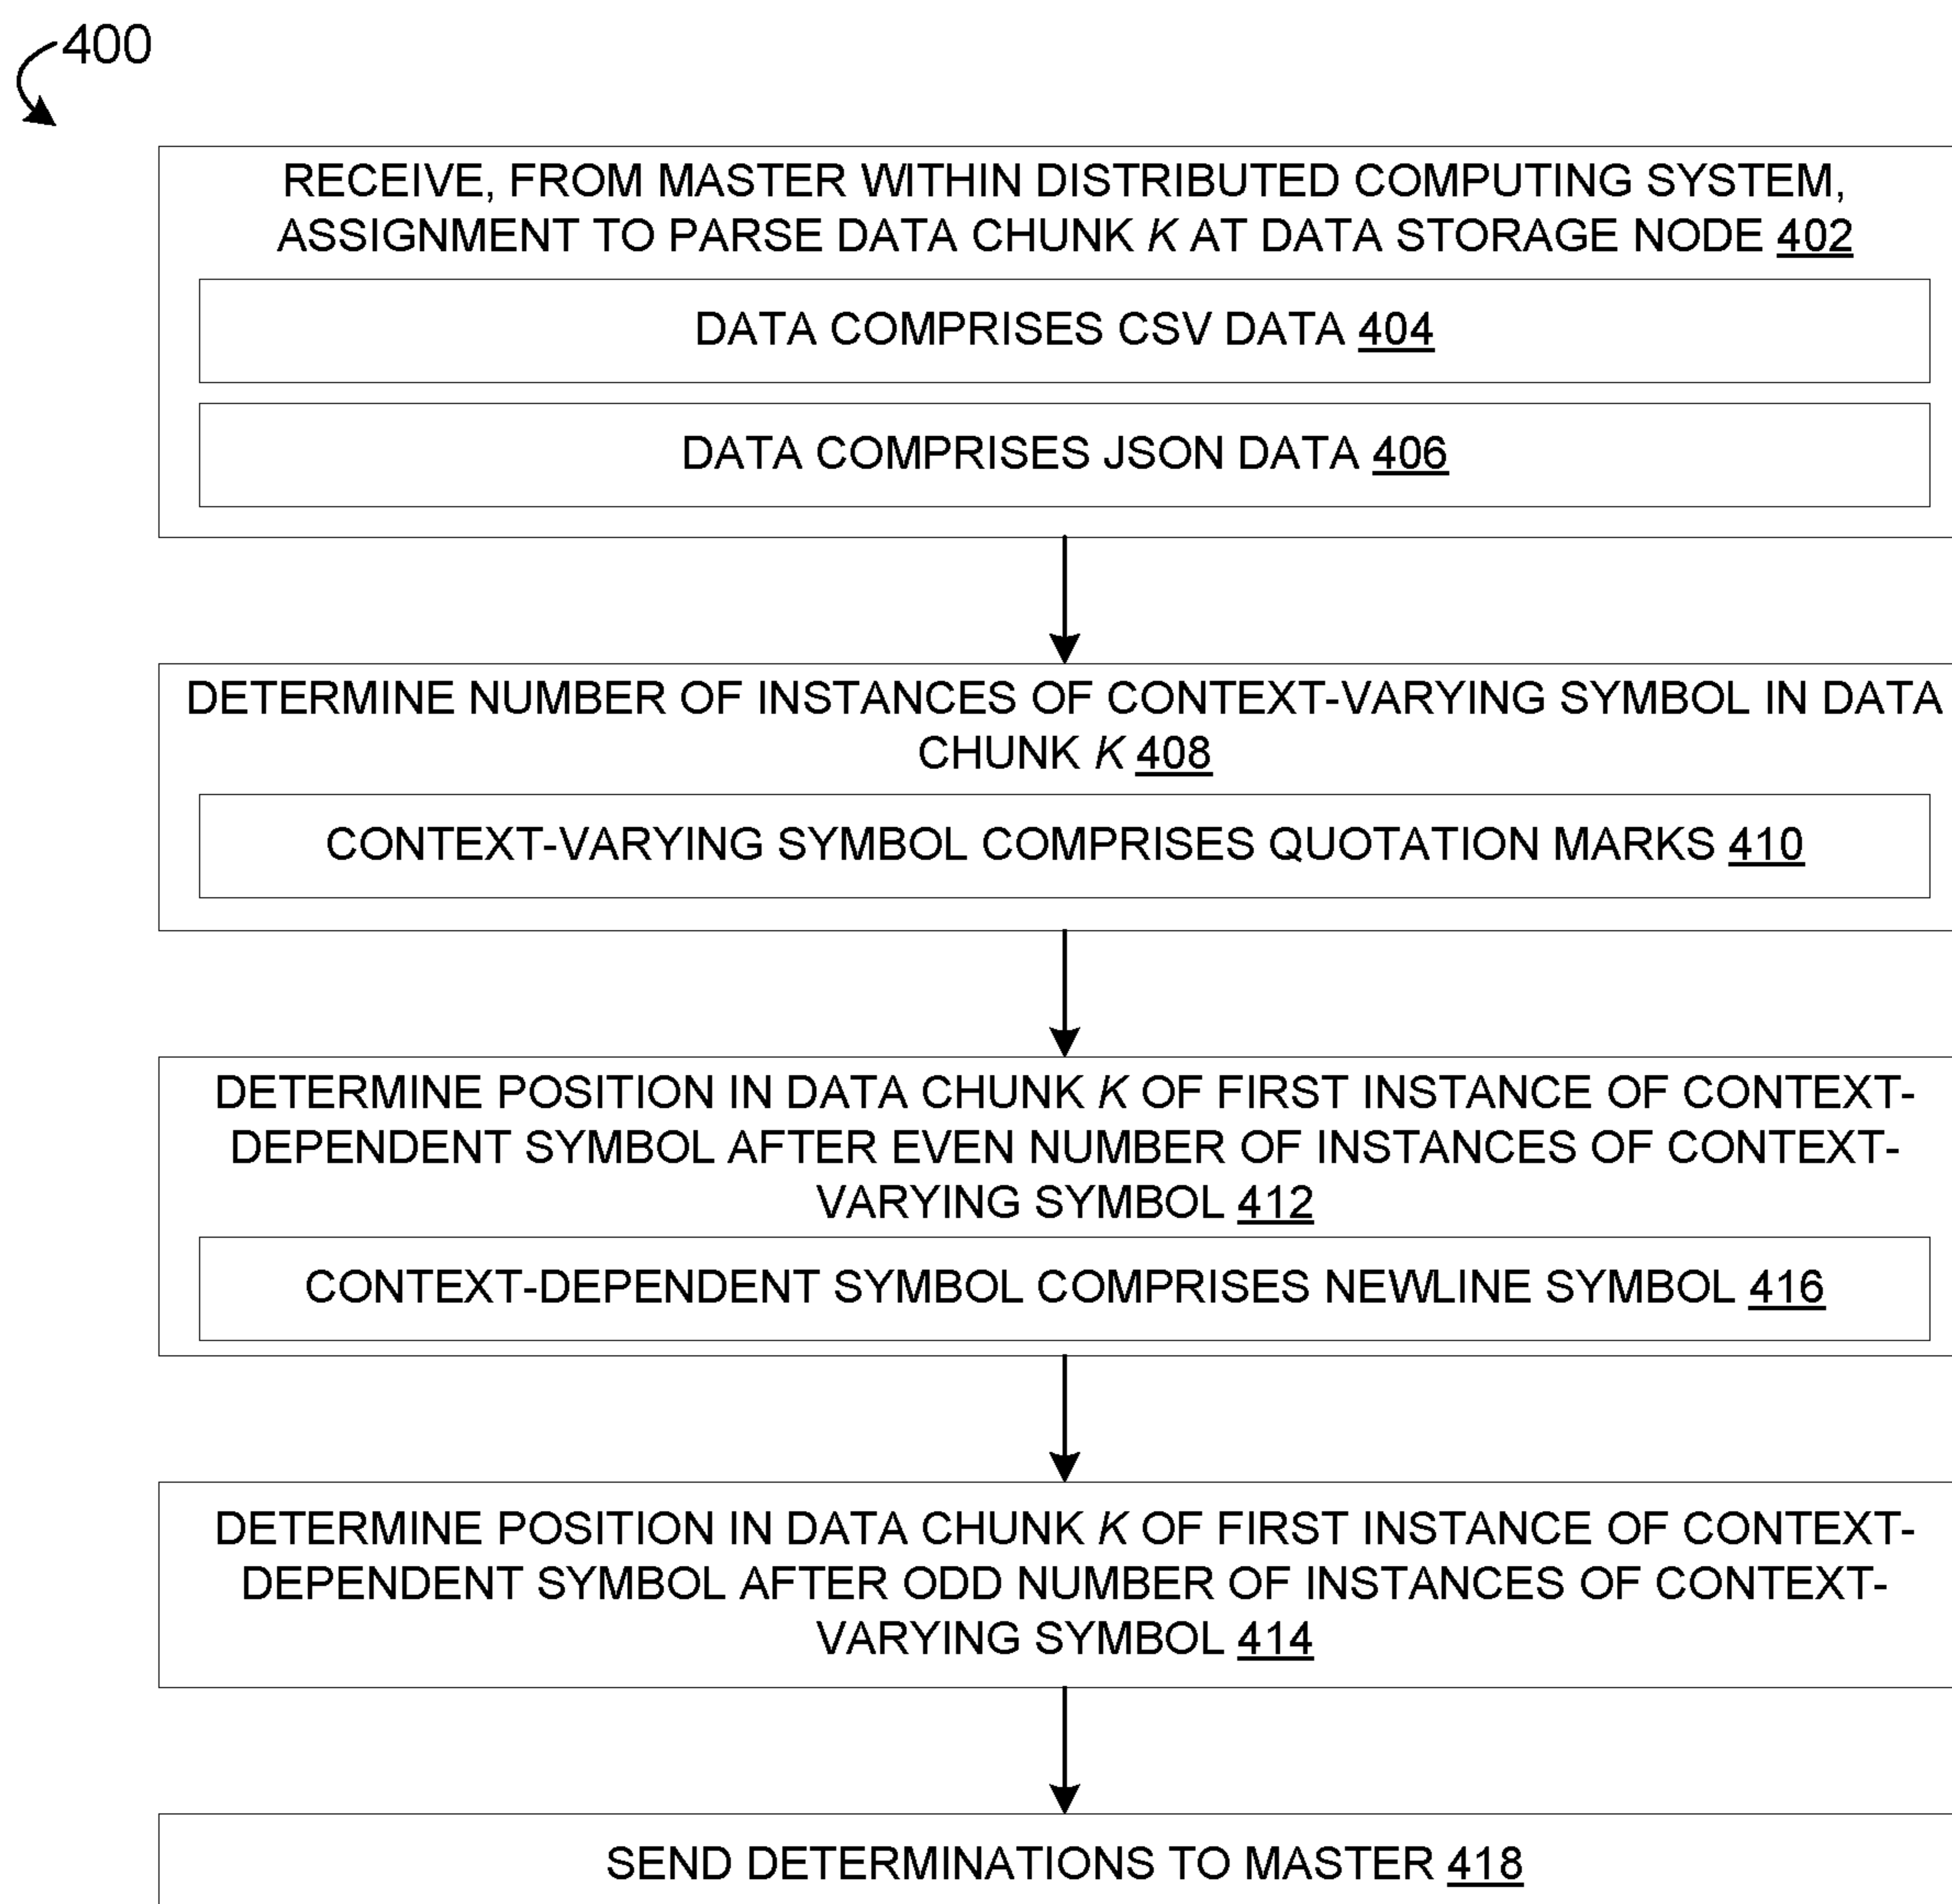 400
RECEIVE, FROM MASTER WITHIN DISTRIBUTED COMPUTING SYSTEM,
ASSIGNMENT TO PARSE DATA CHUNK K AT DATA STORAGE NODE 402
DATA COMPRISES CSV DATA 404
DATA COMPRISES JSON DATA 406
DETERMINE NUMBER OF INSTANCES OF CONTEXT-VARYING SYMBOL IN DATA
CHUNK K 408
CONTEXT-VARYING SYMBOL COMPRISES QUOTATION MARKS 410
DETERMINE POSITION IN DATA CHUNK K OF FIRST INSTANCE OF CONTEXT-
DEPENDENT SYMBOL AFTER EVEN NUMBER OF INSTANCES OF CONTEXT-
VARYING SYMBOL 412
CONTEXT-DEPENDENT SYMBOL COMPRISES NEWLINE SYMBOL 416
DETERMINE POSITION IN DATA CHUNK K OF FIRST INSTANCE OF CONTEXT-
DEPENDENT SYMBOL AFTER ODD NUMBER OF INSTANCES OF CONTEXT-
VARYING SYMBOL 414
SEND DETERMINATIONS TO MASTER 418